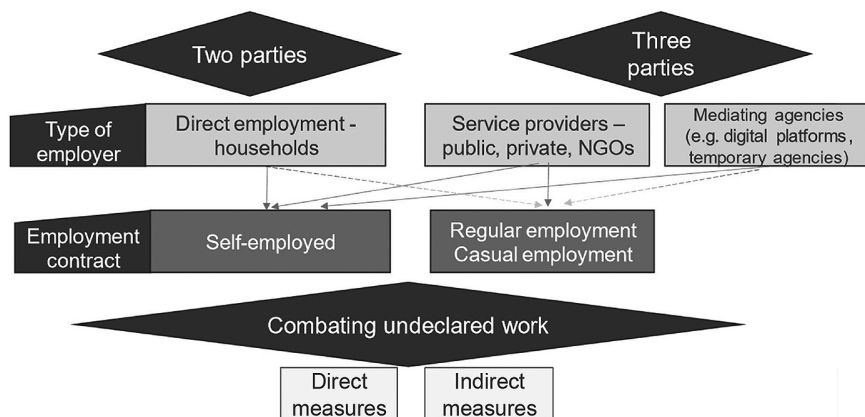 Two parties
Three
parties
Type of
employer
Direct employment -
households
Service providers –
public, private, NGOs
Mediating agencies
(e.g. digital platforms,
temporary agencies)
Employment
contract
Self-employed
Regular employment
Casual employment
Combating undeclared work
Direct
measures
Indirect
measures